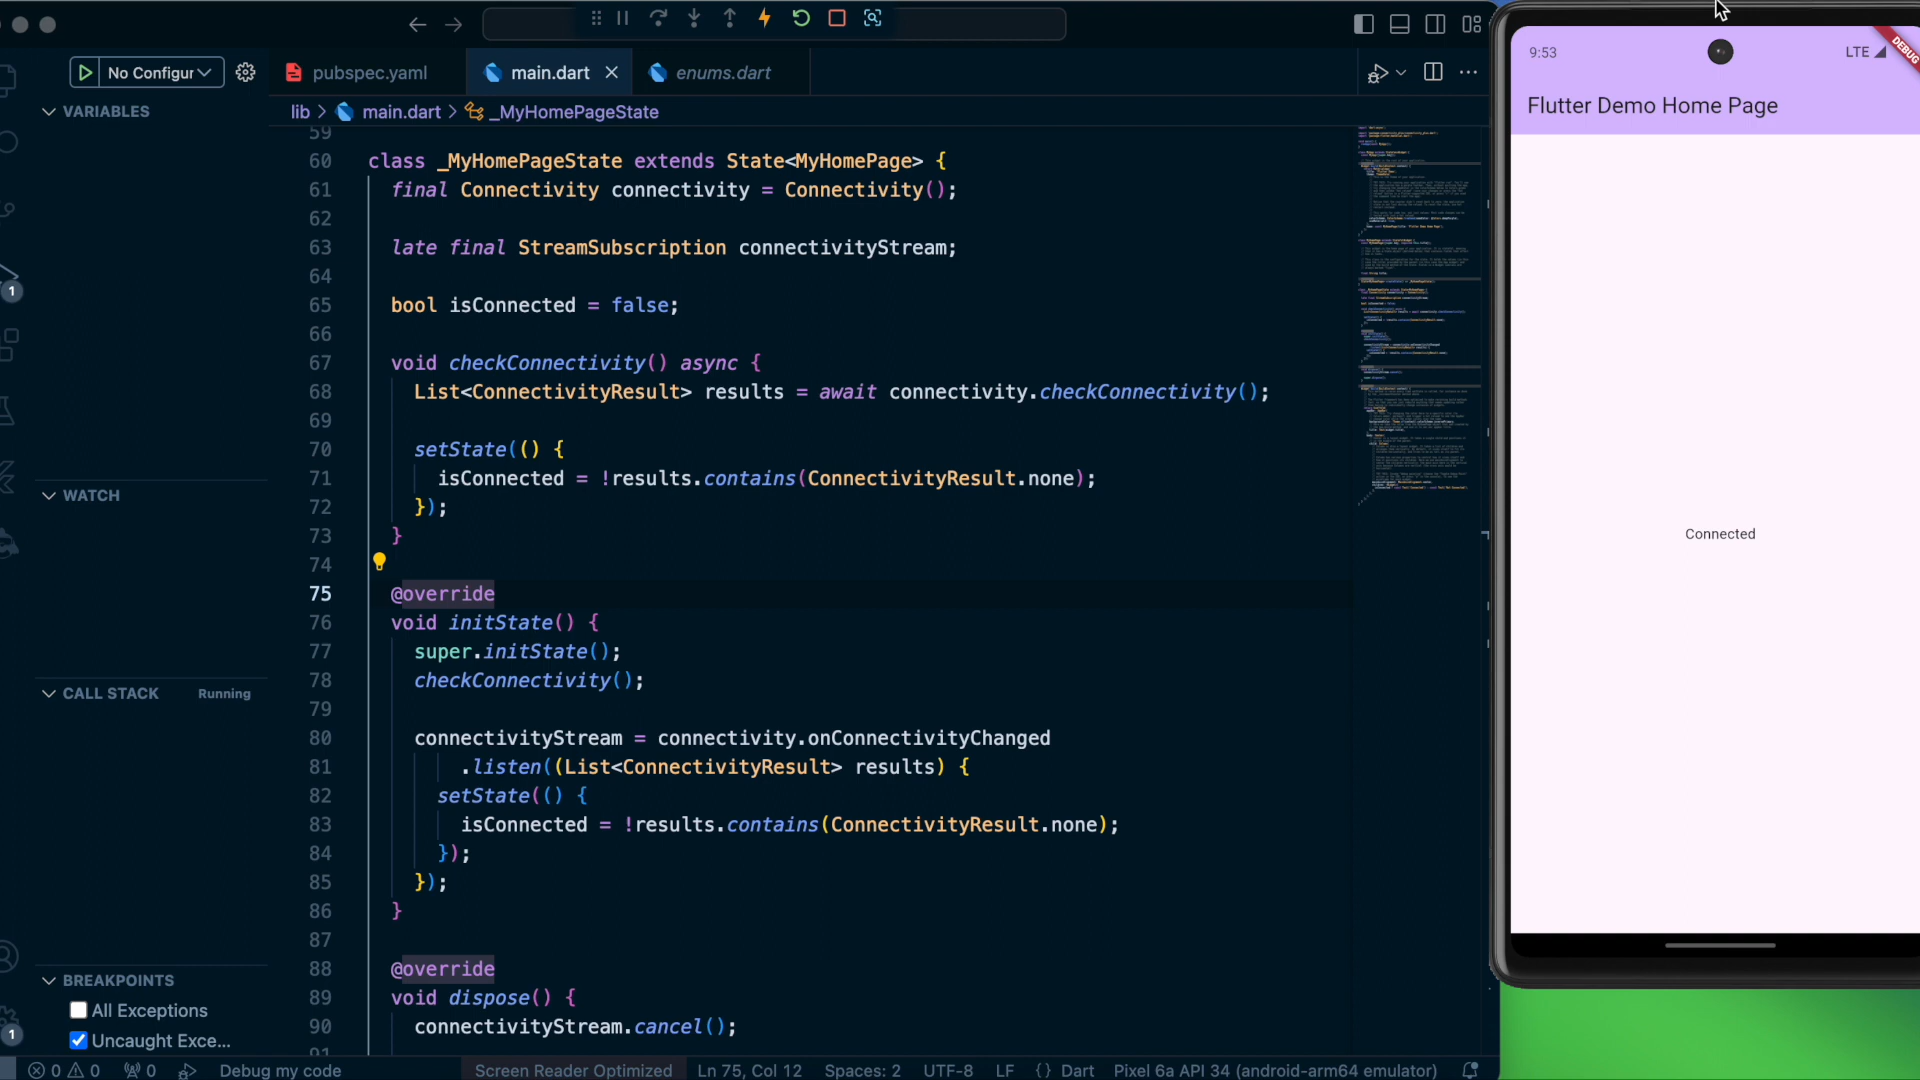 No Configur
pubspec.yaml
main.dart
enums.dart
lib > main.dart > _MyHomePageState
VARIABLES
WATCH
CALL STACK
Running
BREAKPOINTS
All Exceptions
Uncaught Exce...
1
1
59
60 class _MyHomePageState extends State<MyHomePage> {
61 final Connectivity connectivity = Connectivity();
62
63 late final StreamSubscription connectivityStream;
64
65 bool isConnected = false;
66
67 void checkConnectivity() async {
68 List<ConnectivityResult> results = await connectivity.checkConnectivity();
69
70 setState(() {
71 isConnected = !results.contains(ConnectivityResult.none);
72 });
73 }
74
75 @override
76 void initState() {
77 super.initState();
78 checkConnectivity();
79
80 connectivityStream = connectivity.onConnectivityChanged
81 .listen((List<ConnectivityResult> results) {
82 setState(() {
83 isConnected = !results.contains(ConnectivityResult.none);
84 });
85 });
86 }
87
88 @override
89 void dispose() {
90 connectivityStream.cancel();
91
0 0 0 Debug my code Screen Reader Optimized Ln 75, Col 12 Spaces: 2 UTF-8 LF {} Dart Pixel 6a API 34 (android-arm64 emulator)
9:53
LTE
DEBUG
Flutter Demo Home Page
Connected